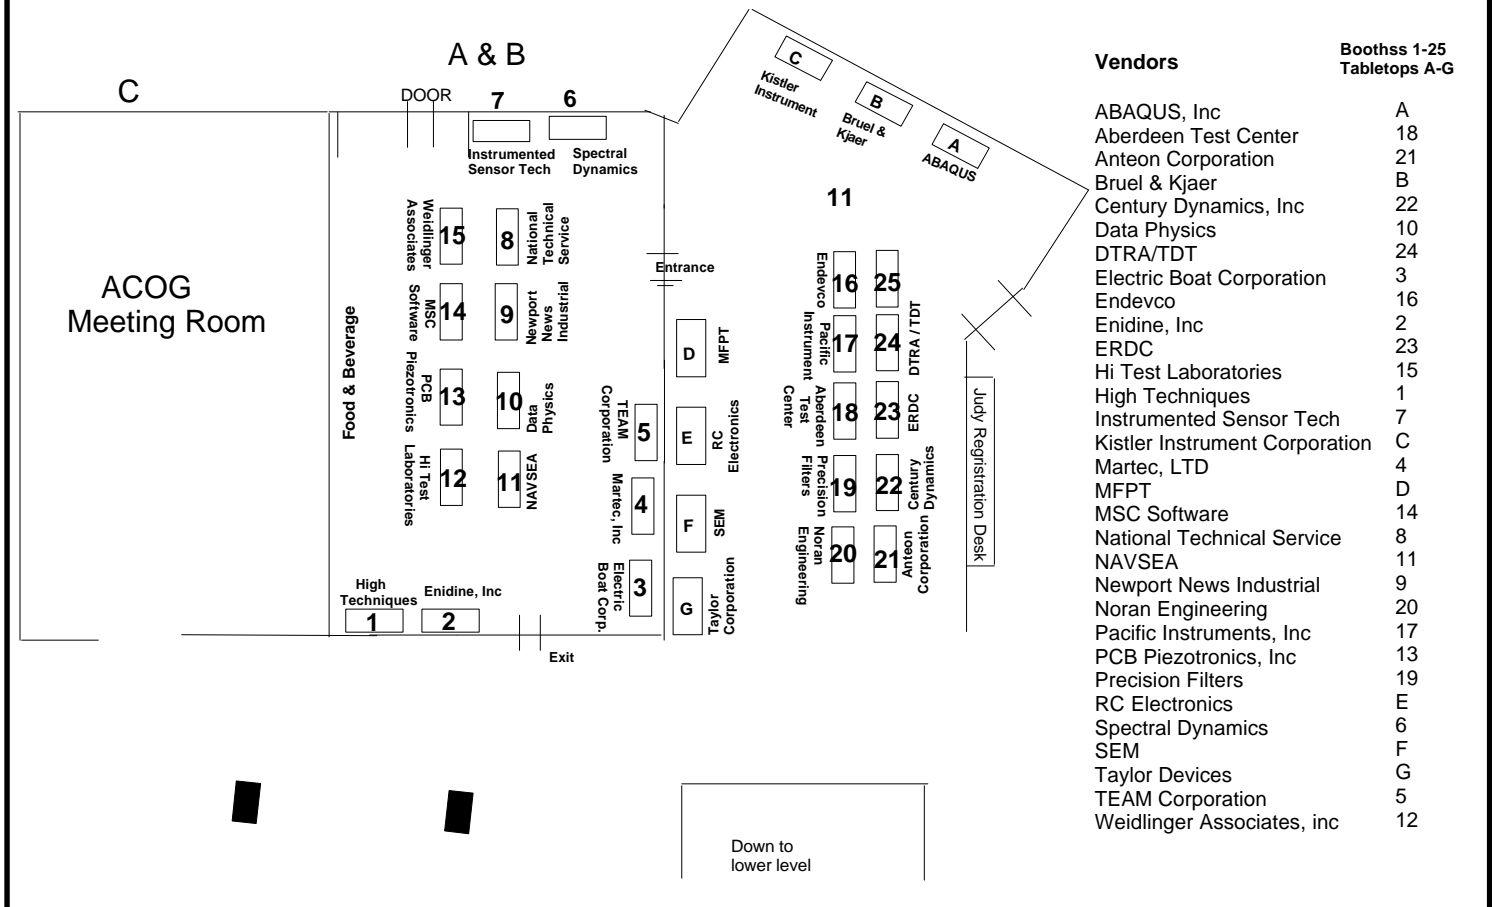 A & B
C
DOOR
7
6
Instrumented
Sensor Tech
Spectral
Dynamics
C
Kistler
Instrument
B
Bruel &
Kjaer
A
ABAQUS
11
ACOG
Meeting Room
Food & Beverage
Weidlinger
Associates
15
8
National
Technical
Service
MSC
Software
14
9
Newport
News
Industrial
PCB
Piezotronics
13
10
Data
Physics
Hi Test
Laboratories
12
11
NAVSEA
High
Techniques
1
Enidine, Inc
2
Exit
TEAM
Corporation
5
Martec, Inc
4
Electric
Boat Corp.
3
Entrance
D
MFPT
E
RC
Electronics
F
SEM
G
Taylor
Corporation
Endevco
16
25
Pacific
Instrument
17
24
DTRA / TDT
Aberdeen
Test
Center
18
23
ERDC
Precision
Filters
19
22
Century
Dynamics
Noran
Engineering
20
21
Anteon
Corporation
Judy Regristration Desk
Down to
lower level
Vendors
Boothss 1-25
Tabletops A-G
ABAQUS, Inc A
Aberdeen Test Center 18
Anteon Corporation 21
Bruel & Kjaer B
Century Dynamics, Inc 22
Data Physics 10
DTRA/TDT 24
Electric Boat Corporation 3
Endevco 16
Enidine, Inc 2
ERDC 23
Hi Test Laboratories 15
High Techniques 1
Instrumented Sensor Tech 7
Kistler Instrument Corporation C
Martec, LTD 4
MFPT D
MSC Software 14
National Technical Service 8
NAVSEA 11
Newport News Industrial 9
Noran Engineering 20
Pacific Instruments, Inc 17
PCB Piezotronics, Inc 13
Precision Filters 19
RC Electronics E
Spectral Dynamics 6
SEM F
Taylor Devices G
TEAM Corporation 5
Weidlinger Associates, inc 12